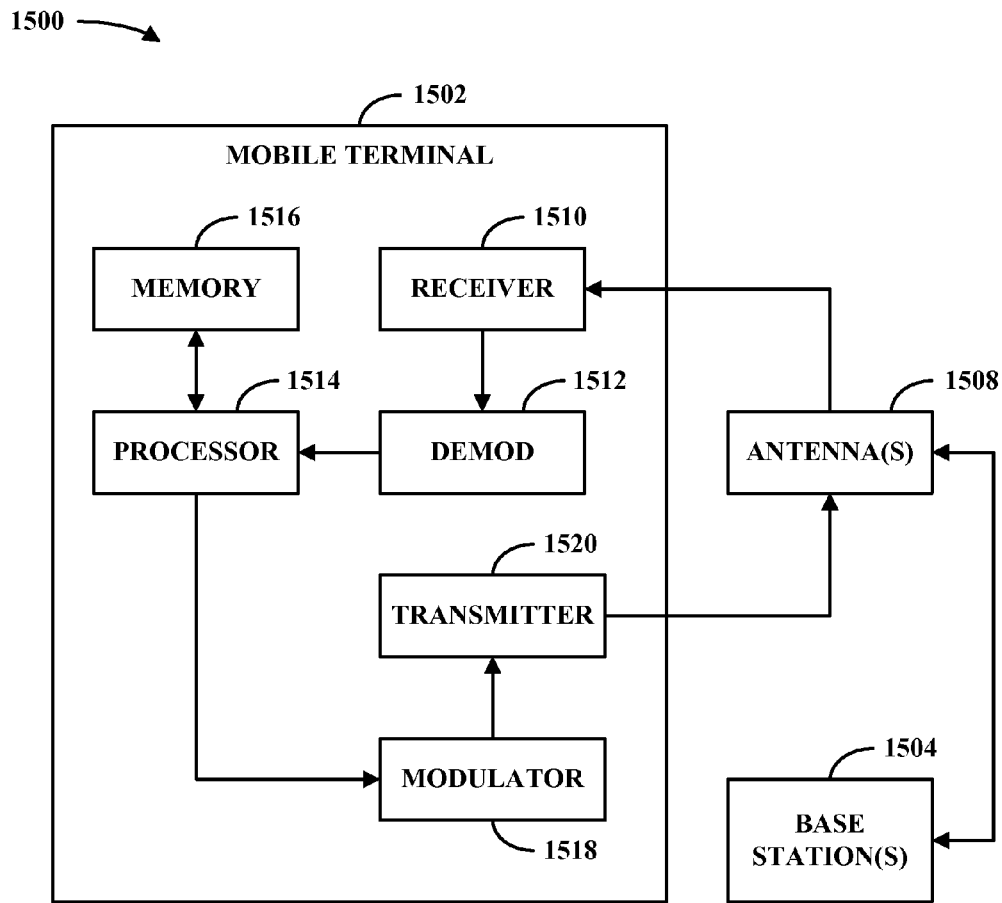 1500
1502
MOBILE TERMINAL
1516
1510
MEMORY
RECEIVER
1514
1512
1508
PROCESSOR
DEMOD
ANTENNA(S)
1520
TRANSMITTER
1504
MODULATOR
BASE
STATION(S)
1518